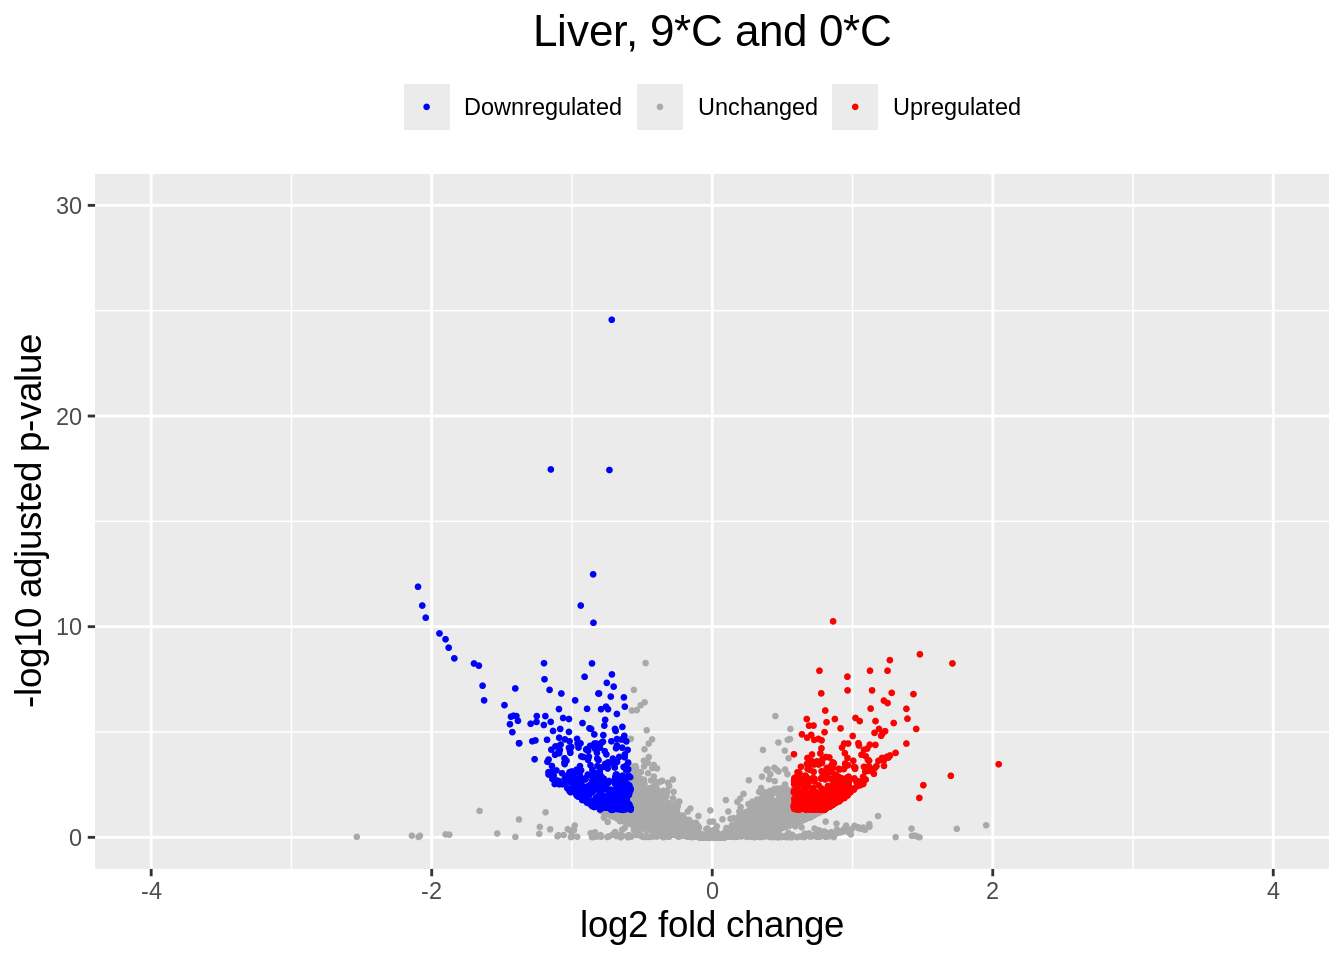 Liver, 9*C and 0*C
Downregulated
Unchanged
Upregulated
-log10 adjusted p-value
30
20
10
0
-4
-2
0
2
4
log2 fold change